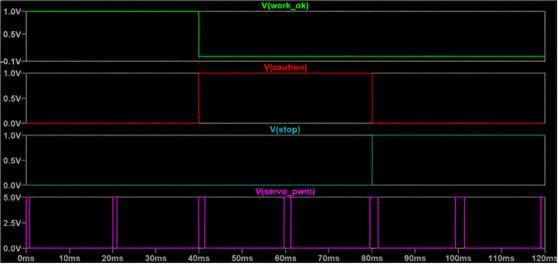 V(work_ok)
1.0V
0.5V
-0.1V
V(caution)
1.0V
0.5V
0.0V
V(stop)
1.0V
0.5V
0.0V
V(servo_pwm)
5.0V
2.5V
0.0V
0ms 10ms 20ms 30ms 40ms 50ms 60ms 70ms 80ms 90ms 100ms 110ms 120ms